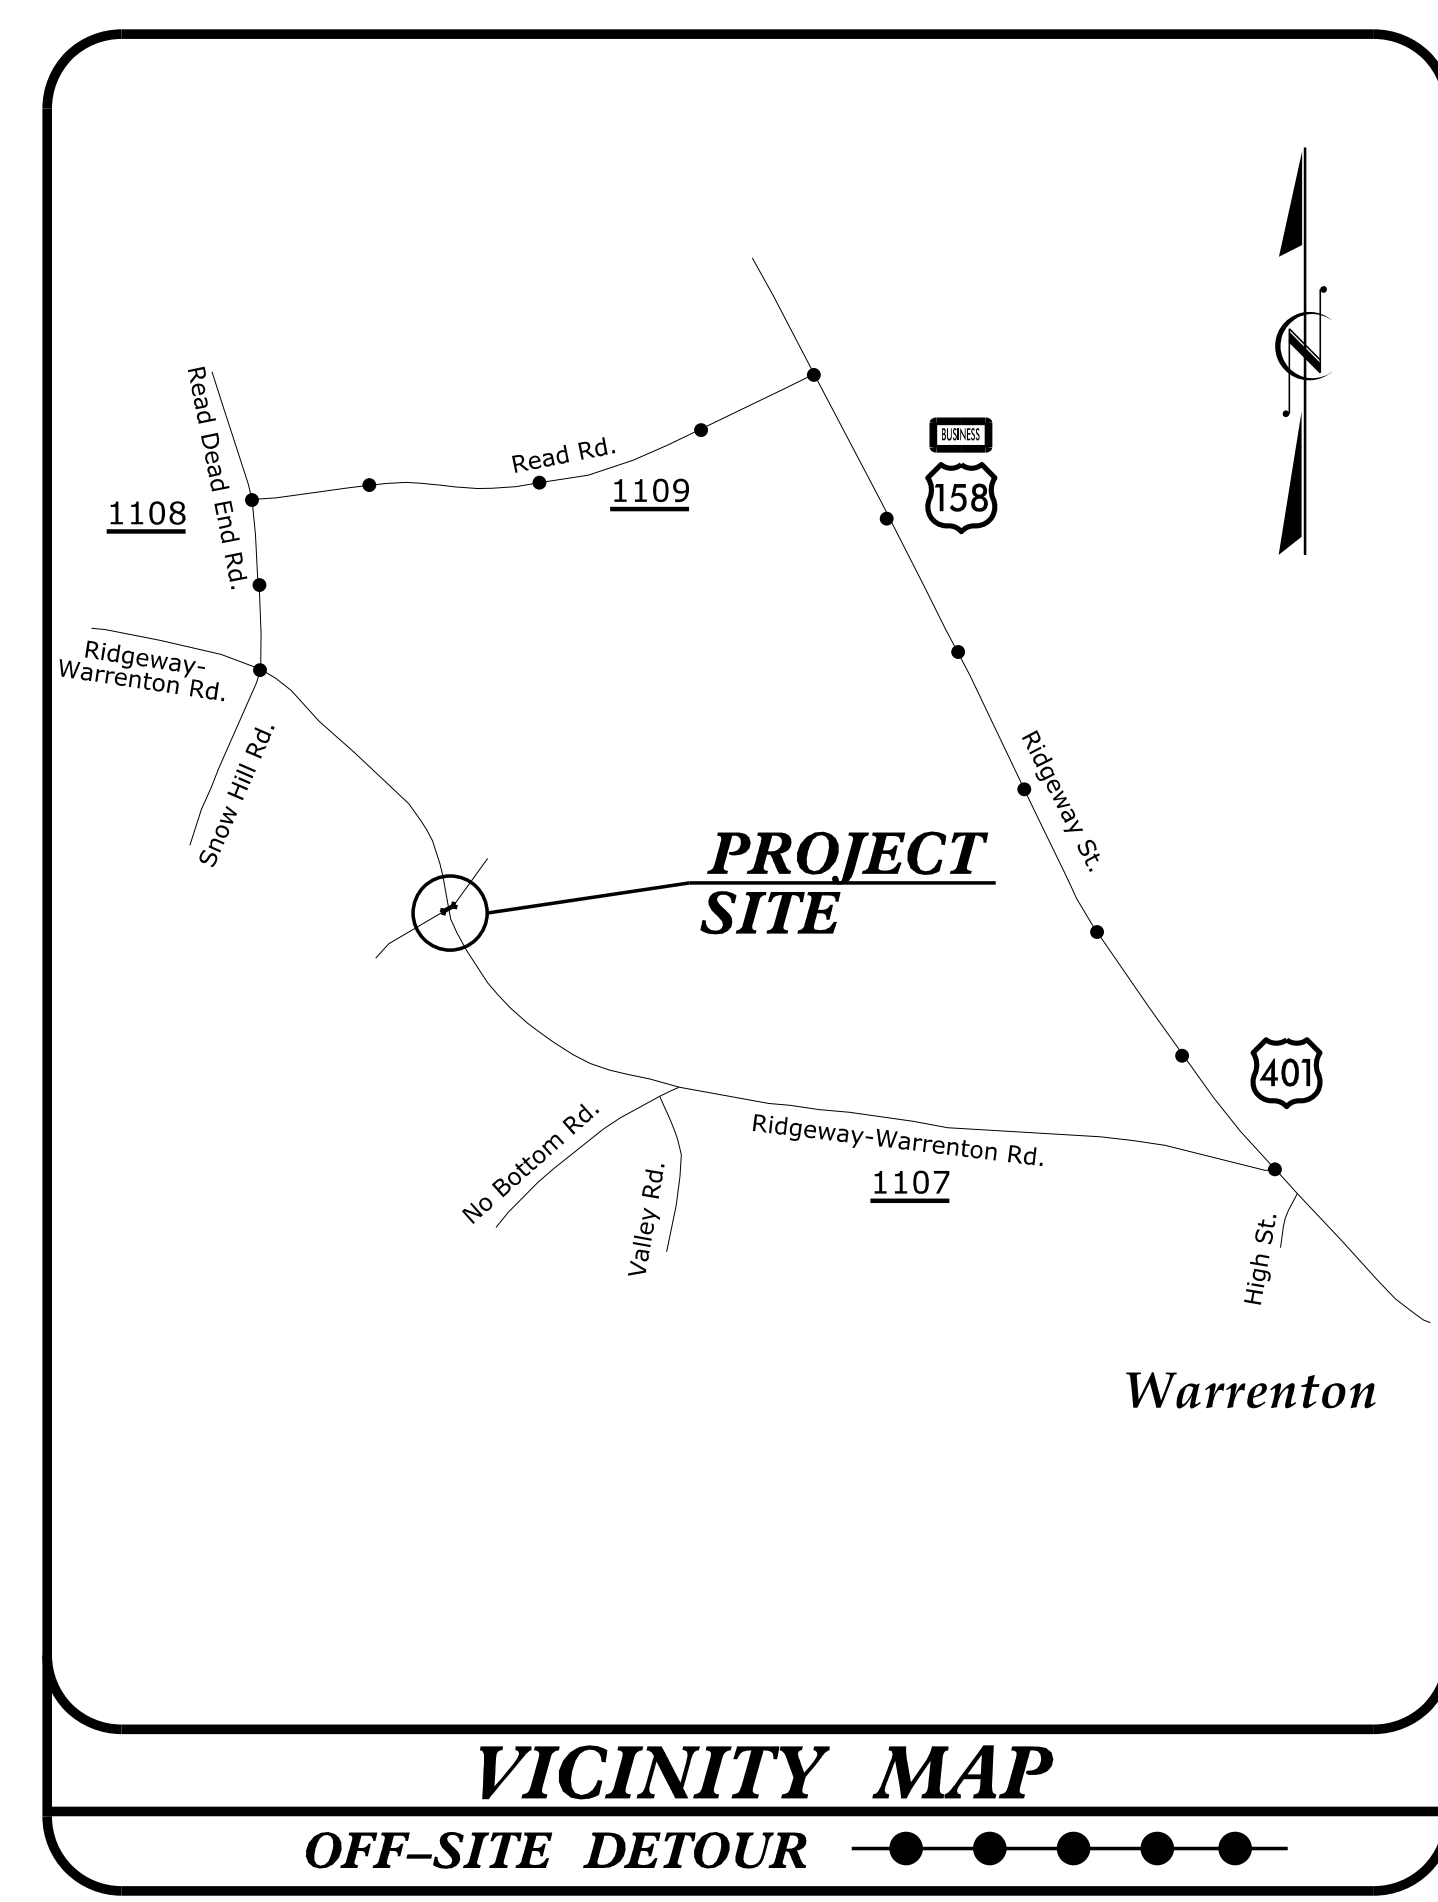 N
Read Dead End Rd.
BUSINESS
158
Read Rd.
1109
1108
Ridgeway-
Warrenton Rd.
Snow Hill Rd.
Ridgeway St.
PROJECT
SITE
401
No Bottom Rd.
Ridgeway-Warrenton Rd.
1107
Valley Rd.
High St.
Warrenton
VICINITY MAP
OFF–SITE DETOUR